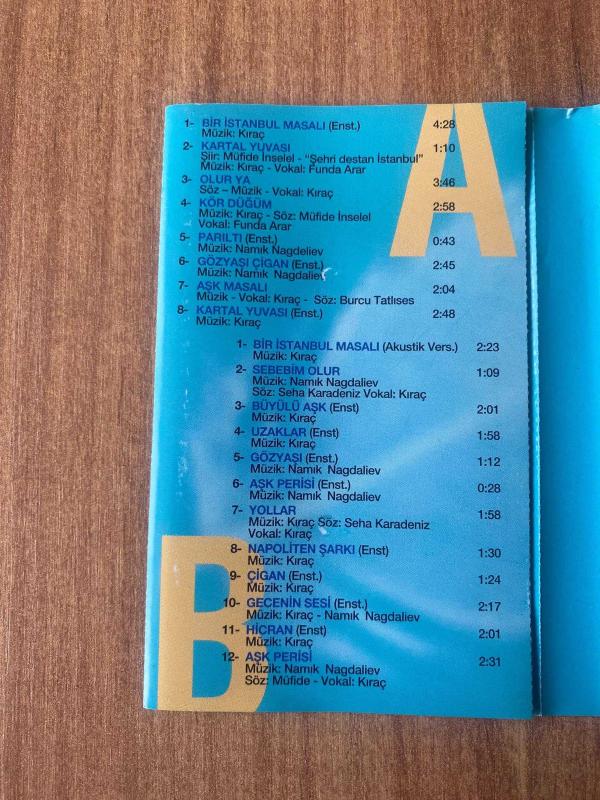 A
1- BİR İSTANBUL MASALI (Enst.) 4:28
Müzik: Kıraç
2- KARTAL YUVASI 1:10
Şiir: Müfide İnselel - "Şehri destan İstanbul"
Müzik: Kıraç - Vokal: Funda Arar
3- OLUR YA 3:46
Söz – Müzik - Vokal: Kıraç
4- KÖR DÜĞÜM 2:58
Müzik: Kıraç - Söz: Müfide İnselel
Vokal: Funda Arar
5- PARILTI (Enst.) 0:43
Müzik: Namık Nagdeliev
6- GÖZYAŞI ÇİGAN (Enst.) 2:45
Müzik: Namık Nagdaliev
7- AŞK MASALI 2:04
Müzik - Vokal: Kıraç - Söz: Burcu Tatlıses
8- KARTAL YUVASI (Enst.) 2:48
Müzik: Kıraç
B
1- BİR İSTANBUL MASALI (Akustik Vers.) 2:23
Müzik: Kıraç
2- SEBEBİM OLUR 1:09
Müzik: Namık Nagdaliev
Söz: Seha Karadeniz Vokal: Kıraç
3- BÜYÜLÜ AŞK (Enst) 2:01
Müzik: Kıraç
4- UZAKLAR (Enst) 1:58
Müzik: Kıraç
5- GÖZYAŞI (Enst.) 1:12
Müzik: Namık Nagdaliev
6- AŞK PERİSİ (Enst.) 0:28
Müzik: Namık Nagdaliev
7- YOLLAR 1:58
Müzik: Kıraç Söz: Seha Karadeniz
Vokal: Kıraç
8- NAPOLİTEN ŞARKI (Enst) 1:30
Müzik: Kıraç
9- ÇİGAN (Enst.) 1:24
Müzik: Kıraç
10- GECENİN SESİ (Enst.) 2:17
Müzik: Kıraç - Namık Nagdaliev
11- HİCRAN (Enst) 2:01
Müzik: Kıraç
12- AŞK PERİSİ 2:31
Müzik: Namık Nagdaliev
Söz: Müfide - Vokal: Kıraç